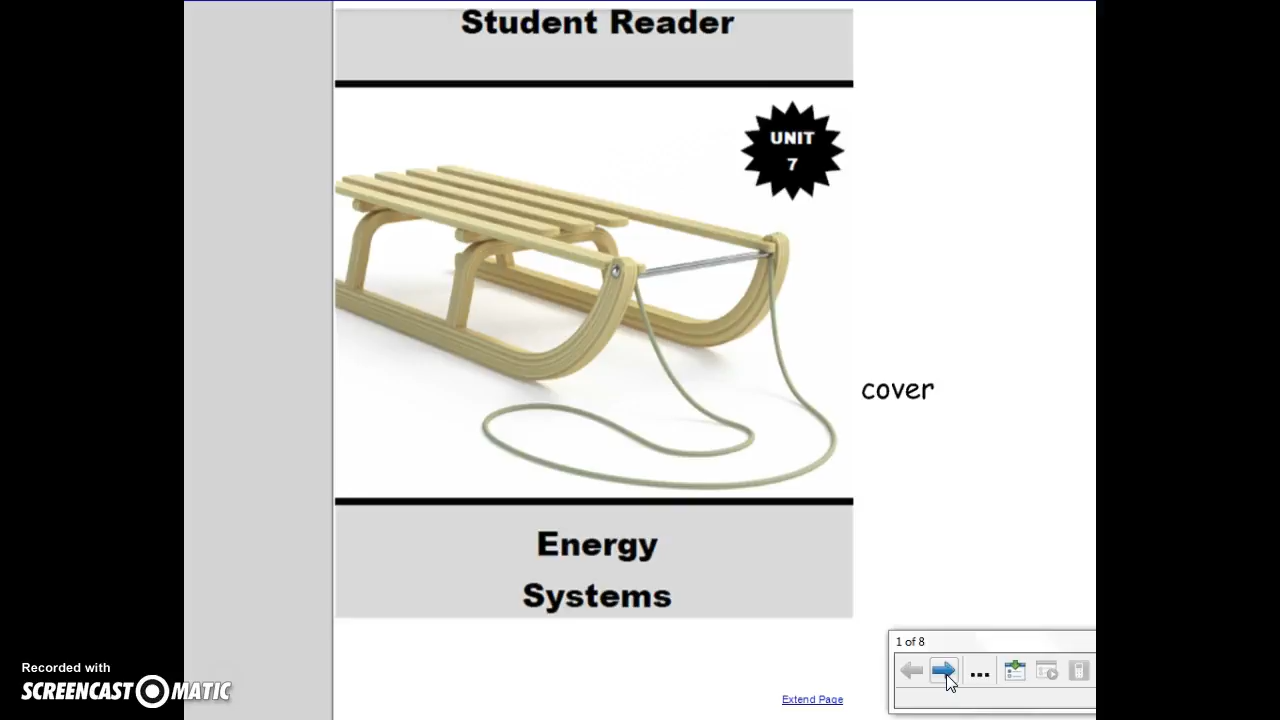 Student Reader
UNIT
7
cover
Energy
Systems
1 of 8
Extend Page
Recorded with
SCREENCAST MATIC